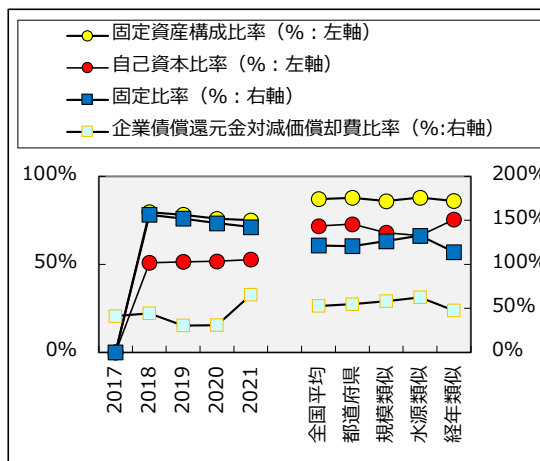 固定資産構成比率（%：左軸）
自己資本比率（%：左軸）
固定比率（%：右軸）
企業債償還元金対減価償却費比率（%:右軸）
100%
50%
0%
200%
150%
100%
50%
0%
2017
2018
2019
2020
2021
全国平均
都道府県
規模類似
水源類似
経年類似